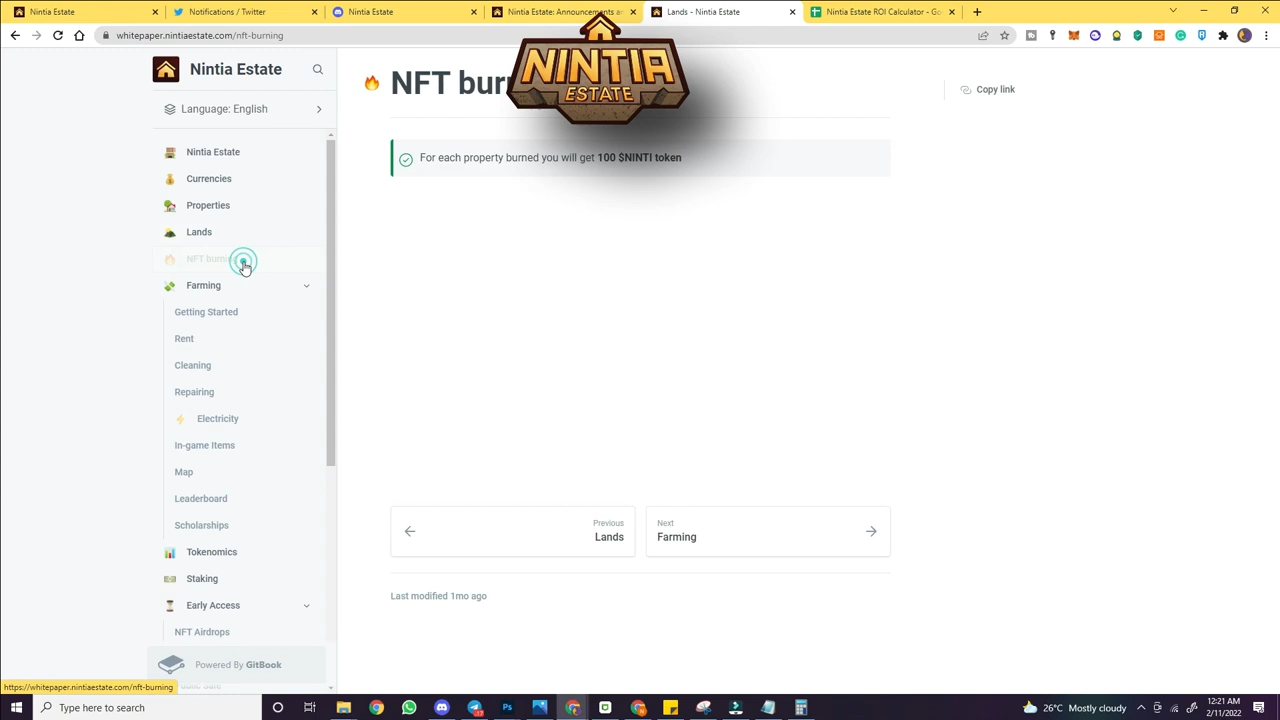 Nintia Estate
Notifications / Twitter
Nintia Estate
Nintia Estate: Announcements a
Lands - Nintia Estate
Nintia Estate ROI Calculator - Go
whitepaper.nintiaestate.com/nft-burning
Nintia Estate
Language: English
Nintia Estate
Currencies
Properties
Lands
NFT burning
Farming
Getting Started
Rent
Cleaning
Repairing
Electricity
In-game Items
Map
Leaderboard
Scholarships
Tokenomics
Staking
Early Access
NFT Airdrops
Powered By GitBook
https://whitepaper.nintiaestate.com/nft-burning
NFT bur
NINTIA
ESTATE
Copy link
For each property burned you will get 100 $NINTI token
Previous
Lands
Next
Farming
Last modified 1mo ago
Type here to search
26°C Mostly cloudy
12:21 AM
2/11/2022